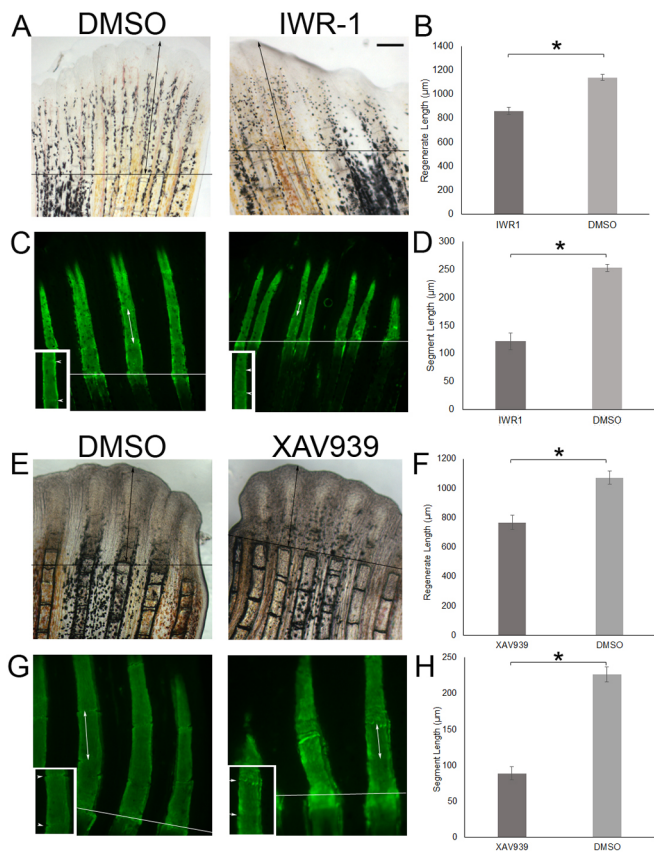 DMSO IWR-1
A B
Regenerate Length (µm)
1400
1200
1000
800
600
400
200
0
*
IWR1 DMSO
C D
Segment Length (µm)
300
250
200
150
100
50
0
*
IWR1 DMSO
DMSO XAV939
E F
Regenerate Length (µm)
1200
1000
800
600
400
200
0
*
XAV939 DMSO
G H
Segment Length (µm)
250
200
150
100
50
0
*
XAV939 DMSO